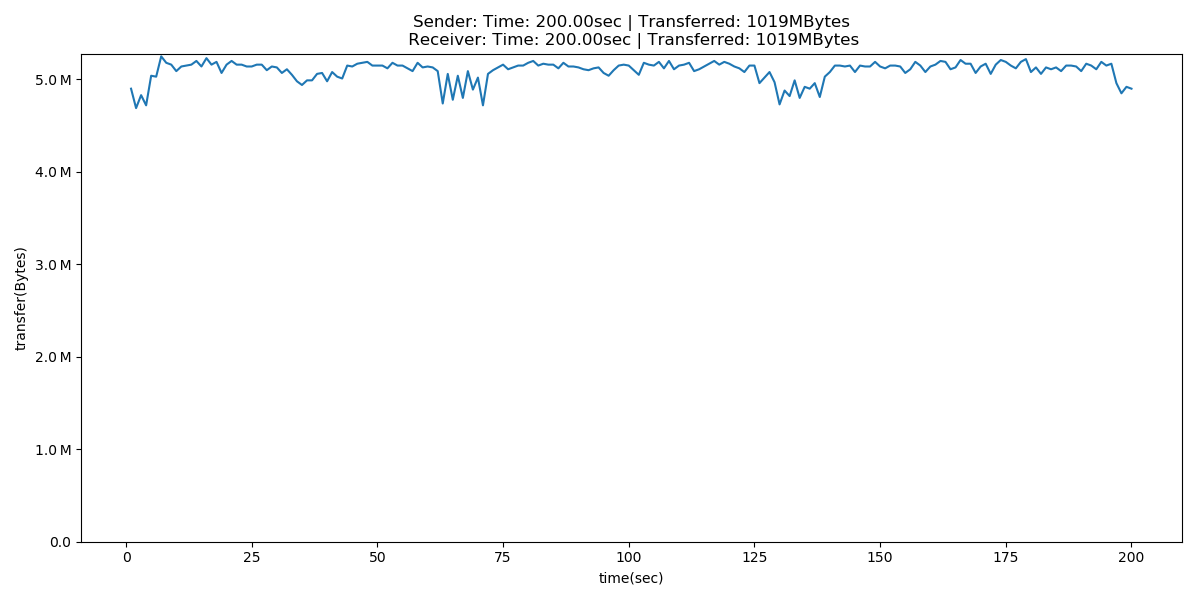 Sender: Time: 200.00sec | Transferred: 1019MBytes
Receiver: Time: 200.00sec | Transferred: 1019MBytes
5.0 M
4.0 M
3.0 M
2.0 M
1.0 M
0.0
transfer(Bytes)
0 25 50 75 100 125 150 175 200
time(sec)